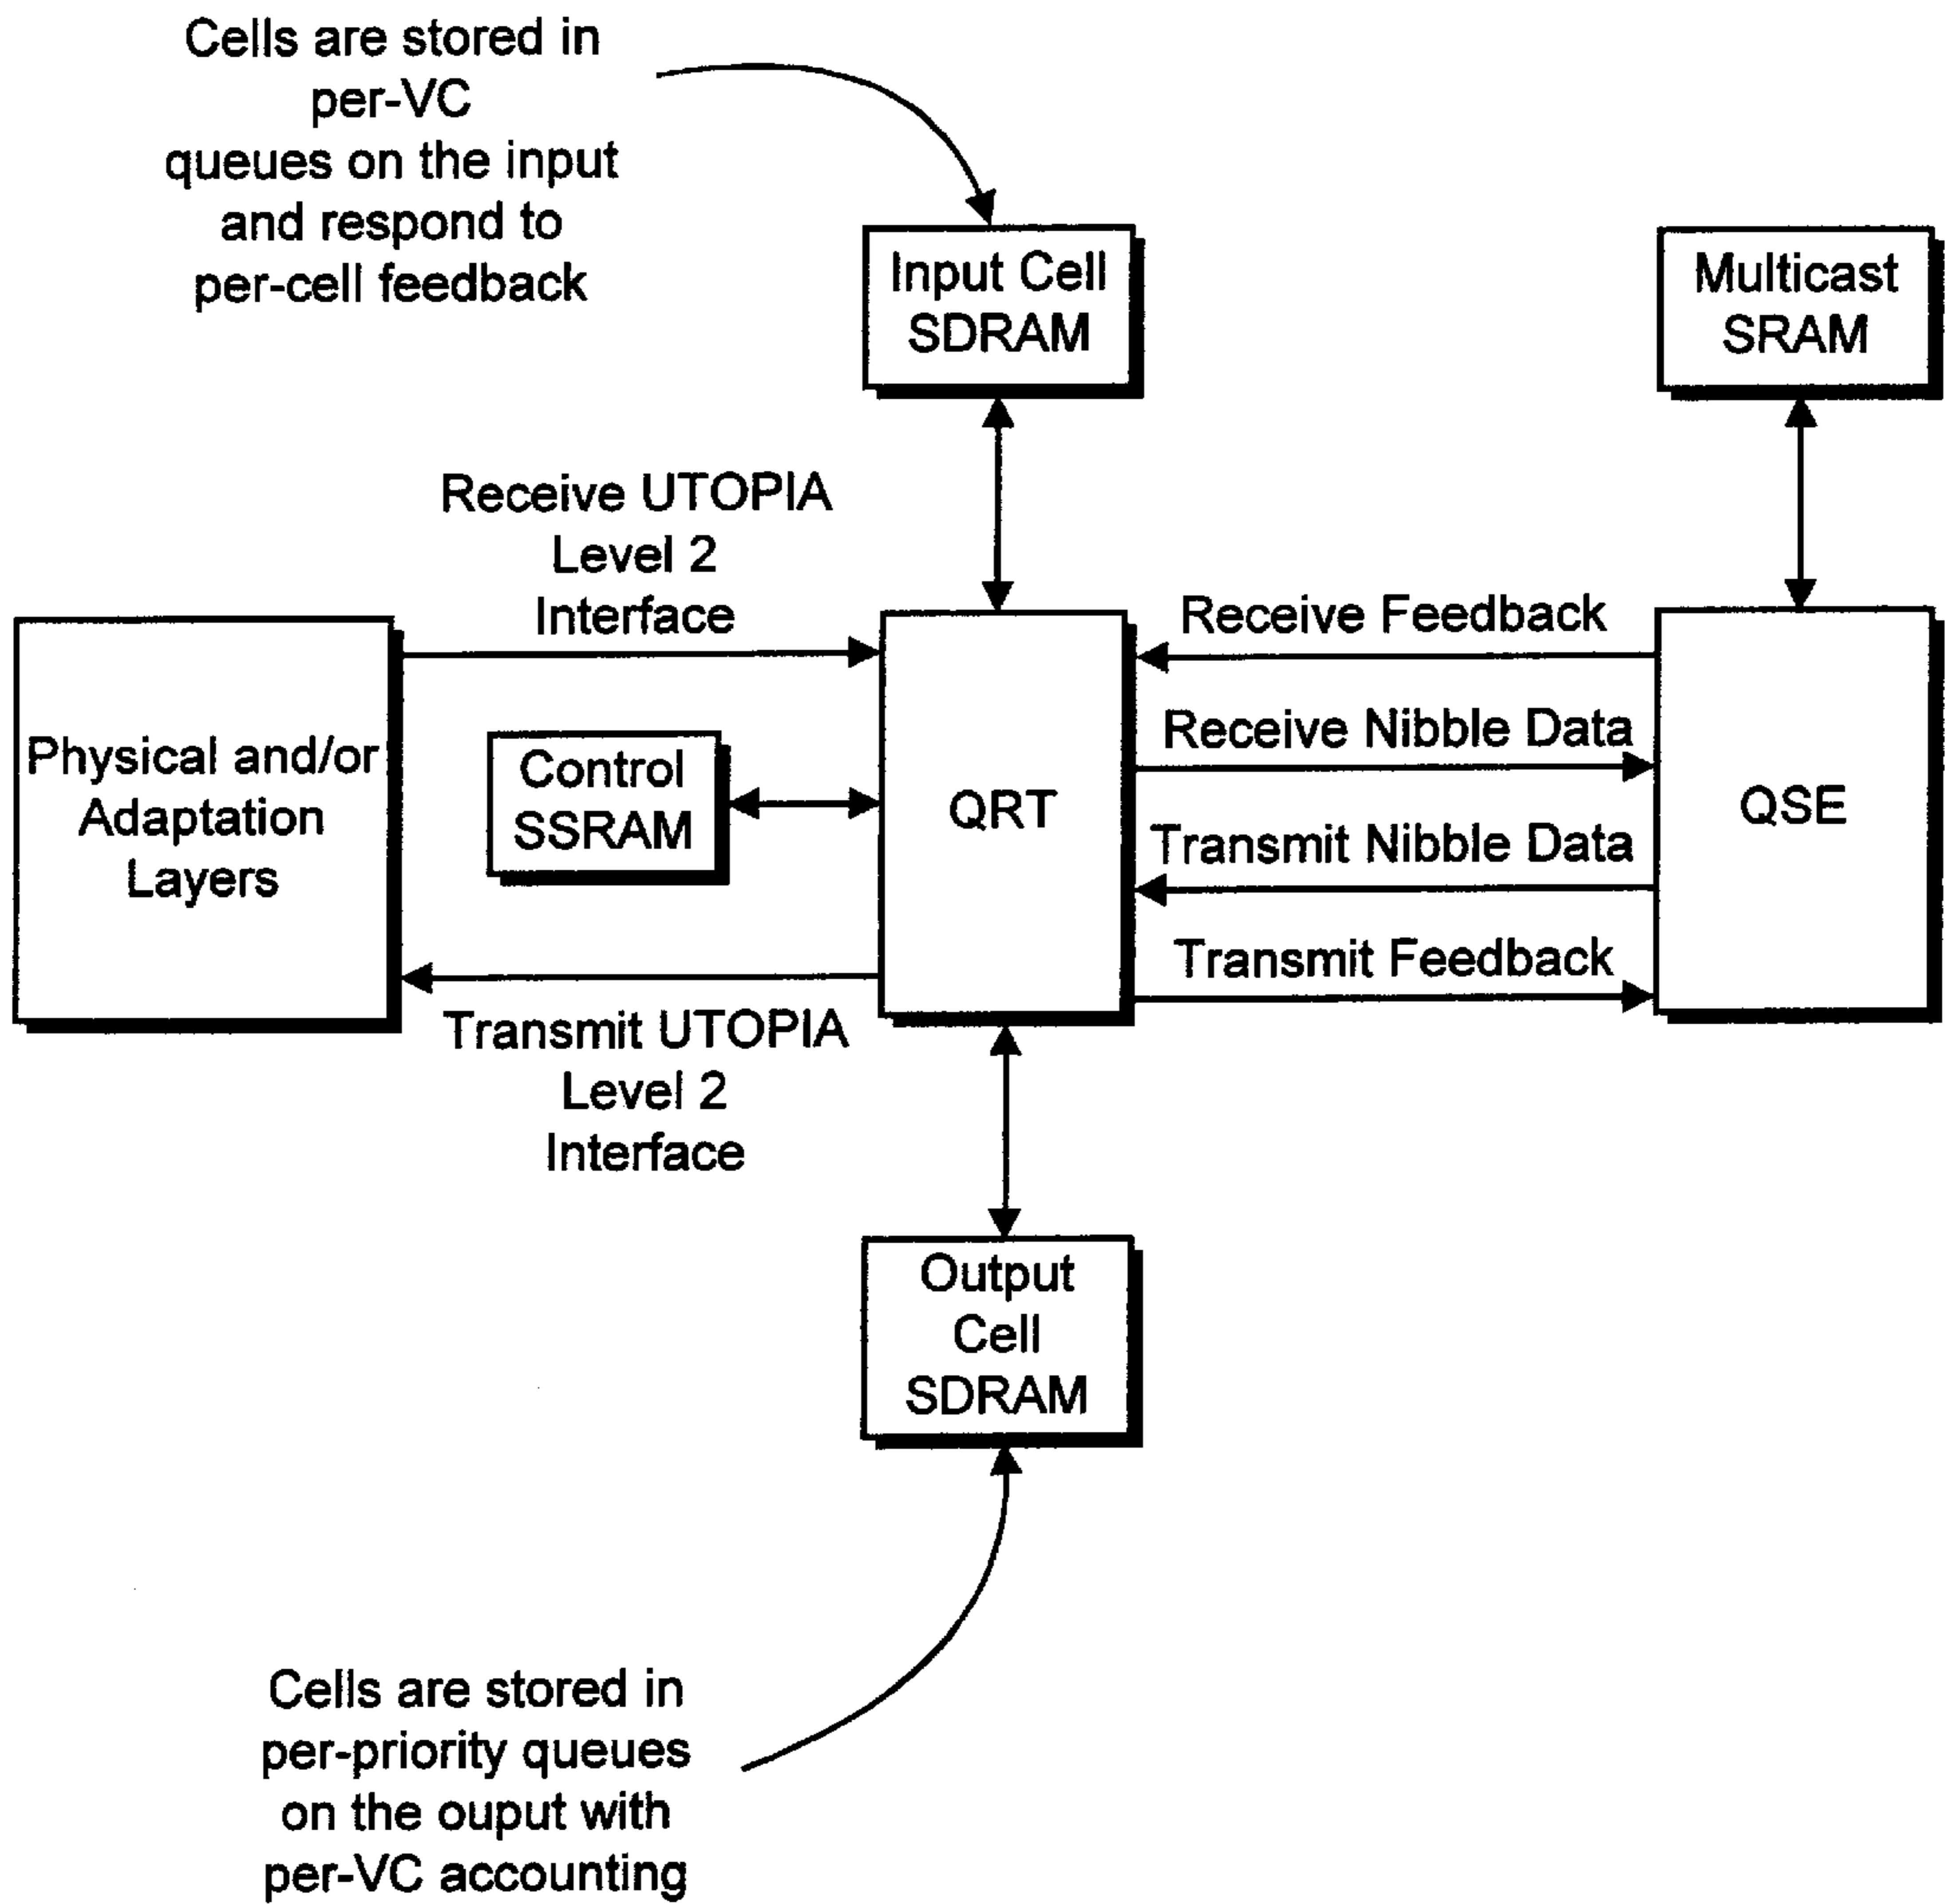 Cells are stored in
per-VC
queues on the input
and respond to
per-cell feedback
Input Cell
SDRAM
Multicast
SRAM
Receive UTOPIA
Level 2
Interface
Physical and/or
Adaptation
Layers
Control
SSRAM
QRT
Receive Feedback
Receive Nibble Data
Transmit Nibble Data
Transmit Feedback
QSE
Transmit UTOPIA
Level 2
Interface
Output
Cell
SDRAM
Cells are stored in
per-priority queues
on the ouput with
per-VC accounting